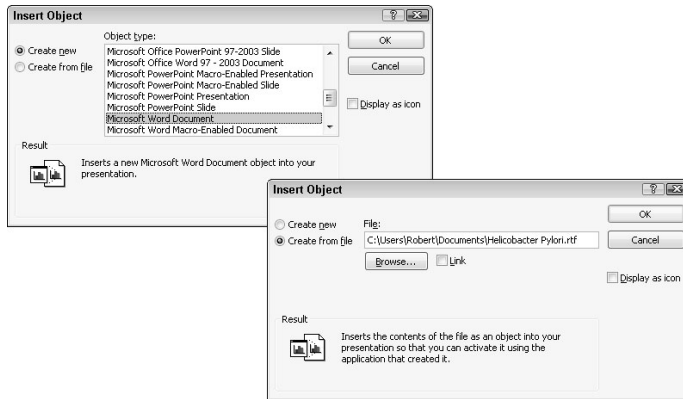 Insert Object
Object type:
Create new
Create from file
Microsoft Office PowerPoint 97-2003 Slide
Microsoft Office Word 97 - 2003 Document
Microsoft PowerPoint Macro-Enabled Presentation
Microsoft PowerPoint Macro-Enabled Slide
Microsoft PowerPoint Presentation
Microsoft PowerPoint Slide
Microsoft Word Document
Microsoft Word Macro-Enabled Document
OK
Cancel
Display as icon
Result
Inserts a new Microsoft Word Document object into your
presentation.
Insert Object
Create new
Create from file
File:
C:\Users\Robert\Documents\Helicobacter Pylori.rtf
Browse...
Link
OK
Cancel
Display as icon
Result
Inserts the contents of the file as an object into your
presentation so that you can activate it using the
application that created it.